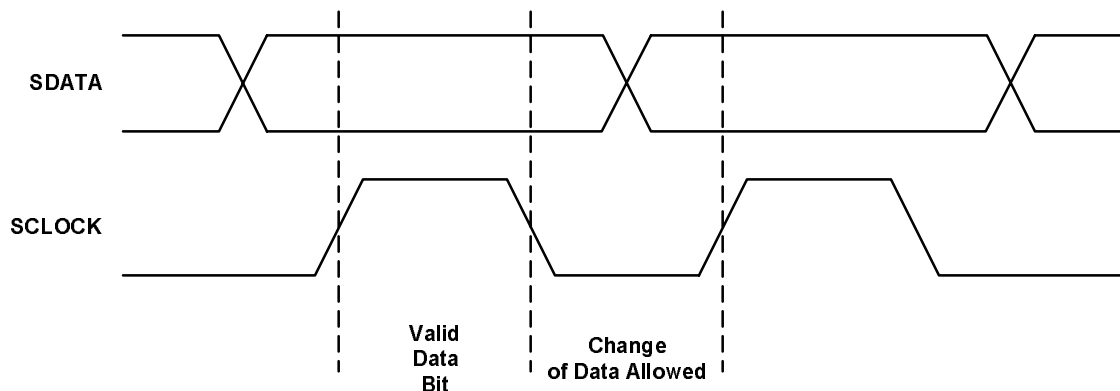 SDATA
SCLOCK
Valid
Data
Bit
Change
of Data Allowed